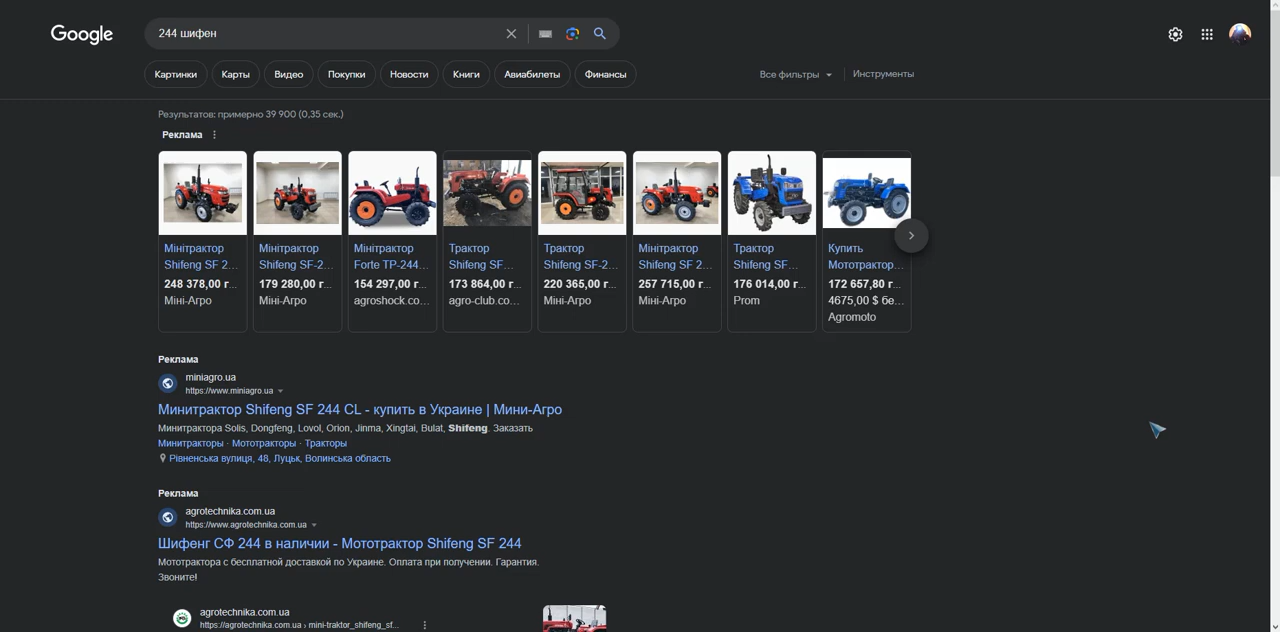 Google
244 шифен
Картинки
Карты
Видео
Покупки
Новости
Книги
Авиабилеты
Финансы
Все фильтры
Инструменты
Результатов: примерно 39 900 (0,35 сек.)
Реклама
Мінітрактор
Shifeng SF 2...
248 378,00 г...
Міні-Агро
Мінітрактор
Shifeng SF-2...
179 280,00 г...
Міні-Агро
Мінітрактор
Forte TP-244...
154 297,00 г...
agroshock.co...
Трактор
Shifeng SF...
173 864,00 г...
agro-club.co...
Трактор
Shifeng SF-2...
220 365,00 г...
Міні-Агро
Мінітрактор
Shifeng SF 2...
257 715,00 г...
Міні-Агро
Трактор
Shifeng SF...
176 014,00 г...
Prom
Купить
Мототрактор...
172 657,80 г...
4675,00 $ бе...
Agromoto
Реклама
miniagro.ua
https://www.miniagro.ua
Минитрактор Shifeng SF 244 CL - купить в Украине | Мини-Агро
Минитрактора Solis, Dongfeng, Lovol, Orion, Jinma, Xingtai, Bulat, Shifeng. Заказать
Минитракторы · Мототракторы · Тракторы
Рівненська вулиця, 48, Луцьк, Волинська область
Реклама
agrotechnika.com.ua
https://www.agrotechnika.com.ua
Шифенг СФ 244 в наличии - Мототрактор Shifeng SF 244
Мототрактора с бесплатной доставкой по Украине. Оплата при получении. Гарантия.
Звоните!
agrotechnika.com.ua
https://agrotechnika.com.ua › mini-traktor_shifeng_sf...